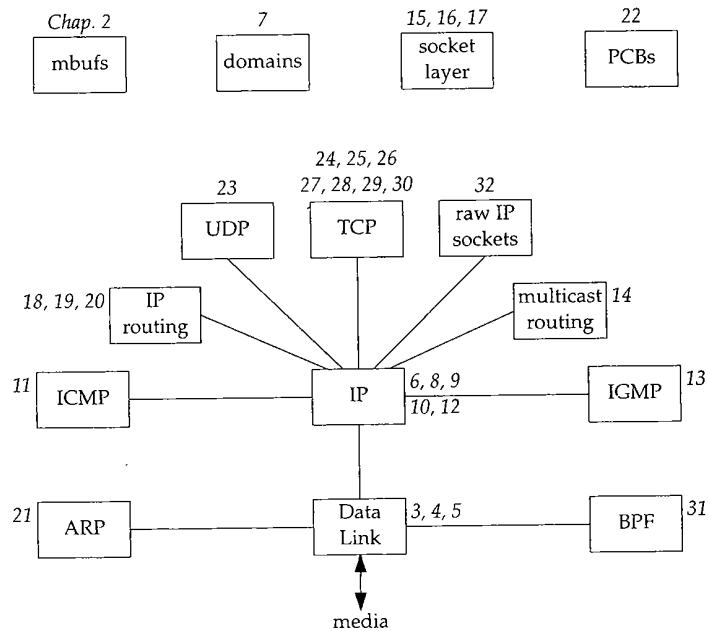 Chap. 2
7
15, 16, 17
22
mbufs
domains
socket
layer
PCBs
24, 25, 26
23
27, 28, 29, 30
32
UDP
TCP
raw IP
sockets
18, 19, 20
IP
routing
multicast
routing
14
11
ICMP
IP
6, 8, 9
10, 12
IGMP
13
21
ARP
Data
Link
3, 4, 5
BPF
31
media